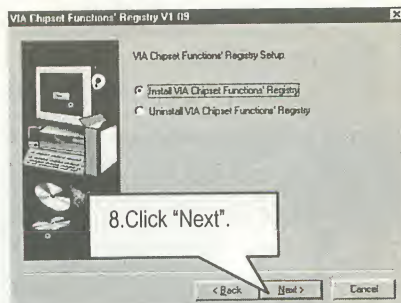 VIA Chipset Functions' Registry V1.09
VIA Chipset Functions' Registry Setup
Install VIA Chipset Functions' Registry
Uninstall VIA Chipset Functions' Registry
8.Click "Next".
< Back
Next >
Cancel